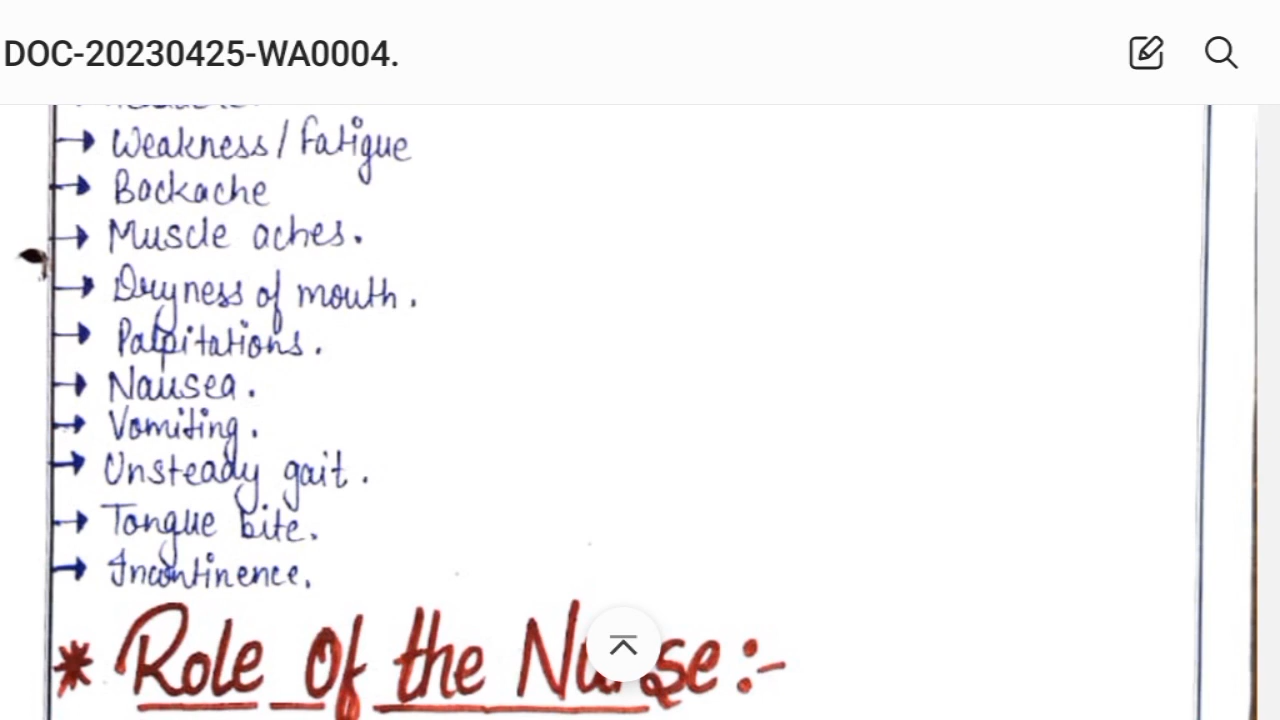 DOC-20230425-WA0004.
→ Weakness / Fatigue
→ Backache
→ Muscle aches.
→ Dryness of mouth.
→ Palpitations.
→ Nausea.
→ Vomiting.
→ Unsteady gait.
→ Tongue bite.
→ Incontinence.
* Role Of the Nurse :-